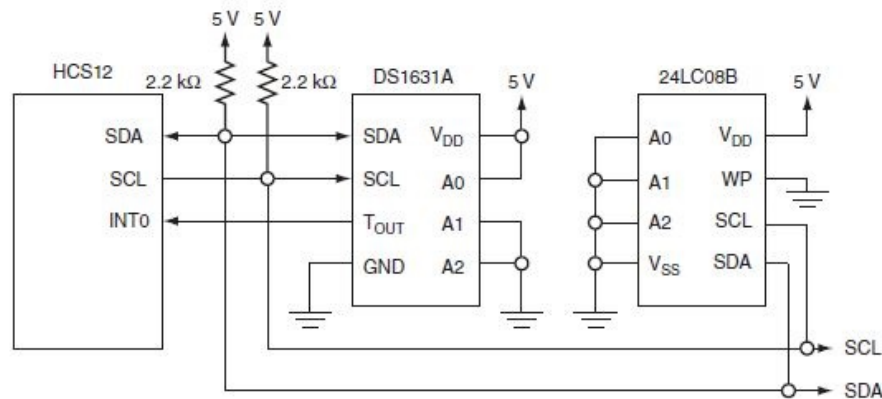 5 V
5 V
HCS12
2.2 kΩ
2.2 kΩ
DS1631A
5 V
24LC08B
5 V
SDA
SCL
INT0
SDA
SCL
TOUT
GND
VDD
A0
A1
A2
A0
A1
A2
VSS
VDD
WP
SCL
SDA
SCL
SDA